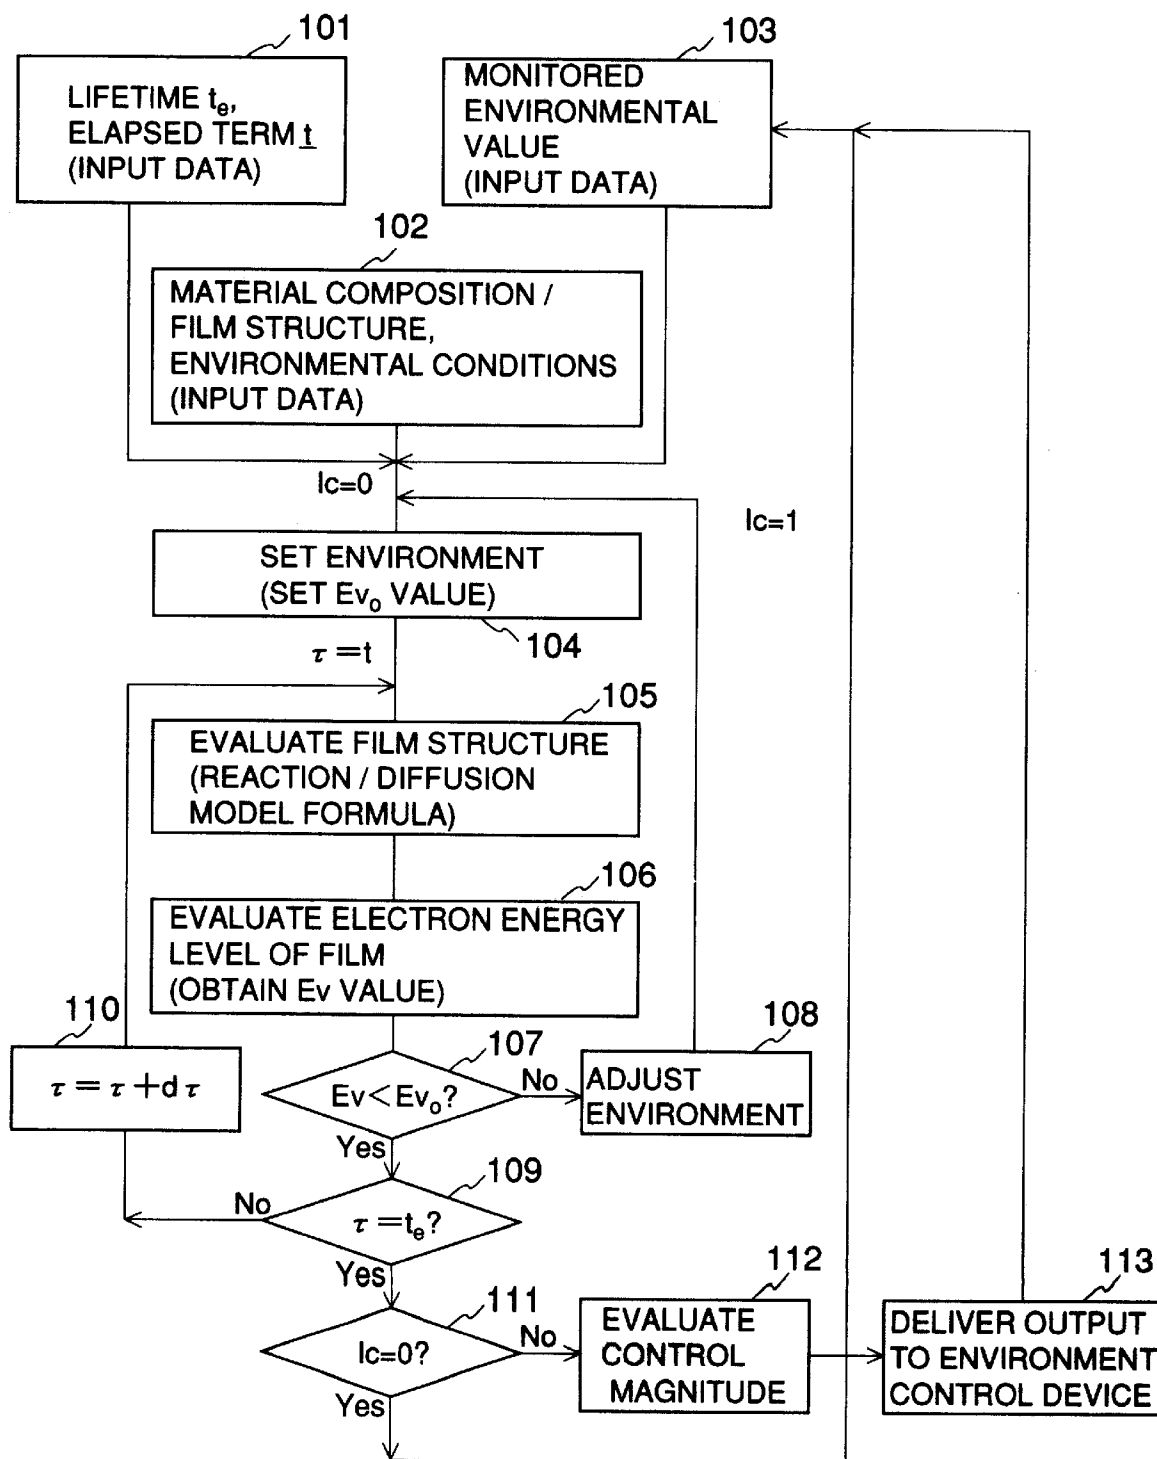 101
LIFETIME te,
ELAPSED TERM t
(INPUT DATA)
103
MONITORED
ENVIRONMENTAL
VALUE
(INPUT DATA)
102
MATERIAL COMPOSITION /
FILM STRUCTURE,
ENVIRONMENTAL CONDITIONS
(INPUT DATA)
Ic=0
Ic=1
SET ENVIRONMENT
(SET Evo VALUE)
104
τ=t
105
EVALUATE FILM STRUCTURE
(REACTION / DIFFUSION
MODEL FORMULA)
106
EVALUATE ELECTRON ENERGY
LEVEL OF FILM
(OBTAIN Ev VALUE)
110
τ=τ+dτ
107
Ev<Evo?
No
Yes
108
ADJUST
ENVIRONMENT
109
τ=te?
No
Yes
111
Ic=0?
No
Yes
112
EVALUATE
CONTROL
MAGNITUDE
113
DELIVER OUTPUT
TO ENVIRONMENT
CONTROL DEVICE